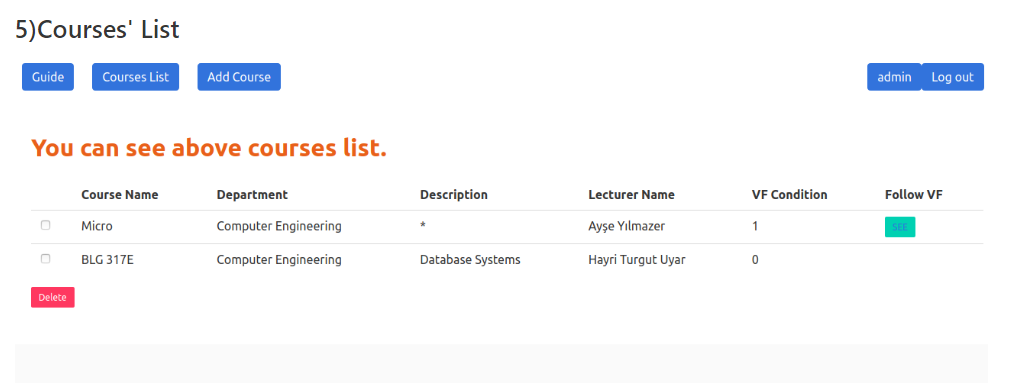 5)Courses' List
Guide Courses List Add Course admin Log out
You can see above courses list.
Course Name Department Description Lecturer Name VF Condition Follow VF
Micro Computer Engineering * Ayşe Yılmazer 1 SEE
BLG 317E Computer Engineering Database Systems Hayri Turgut Uyar 0
Delete